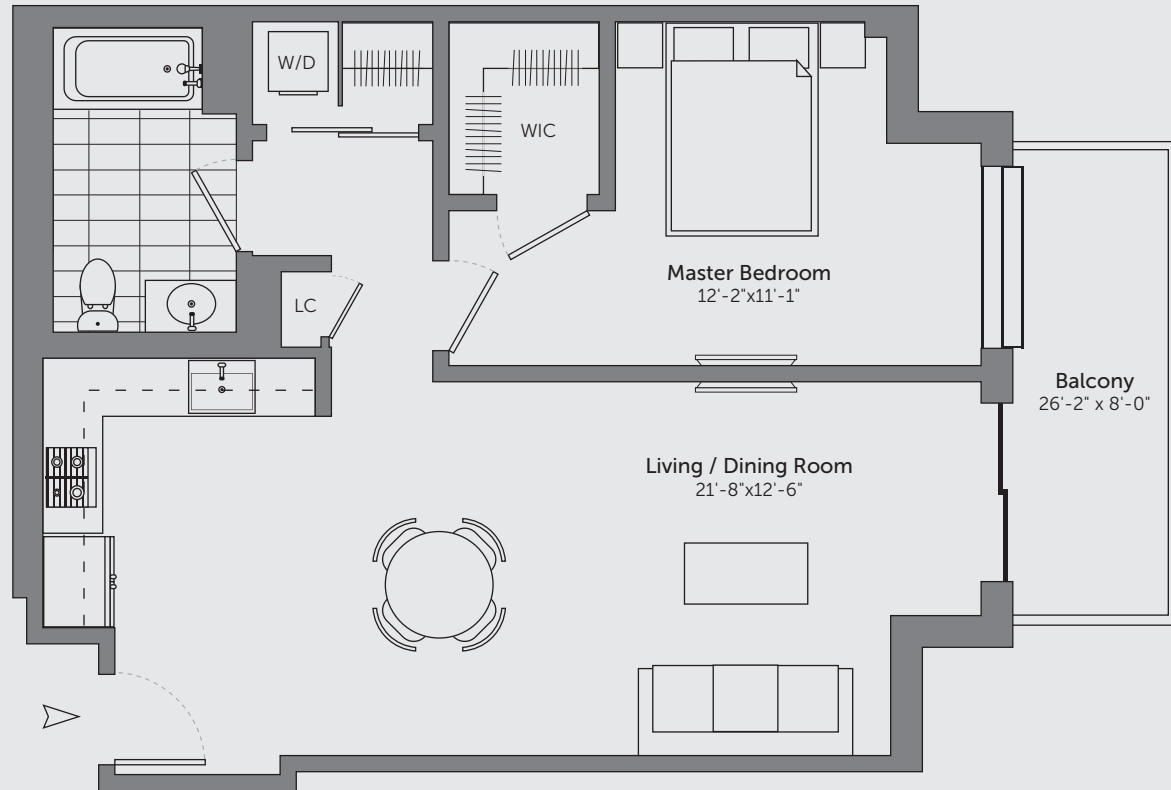 W/D
WIC
Master Bedroom
12'-2"x11'-1"
LC
Balcony
26'-2" x 8'-0"
Living / Dining Room
21'-8"x12'-6"